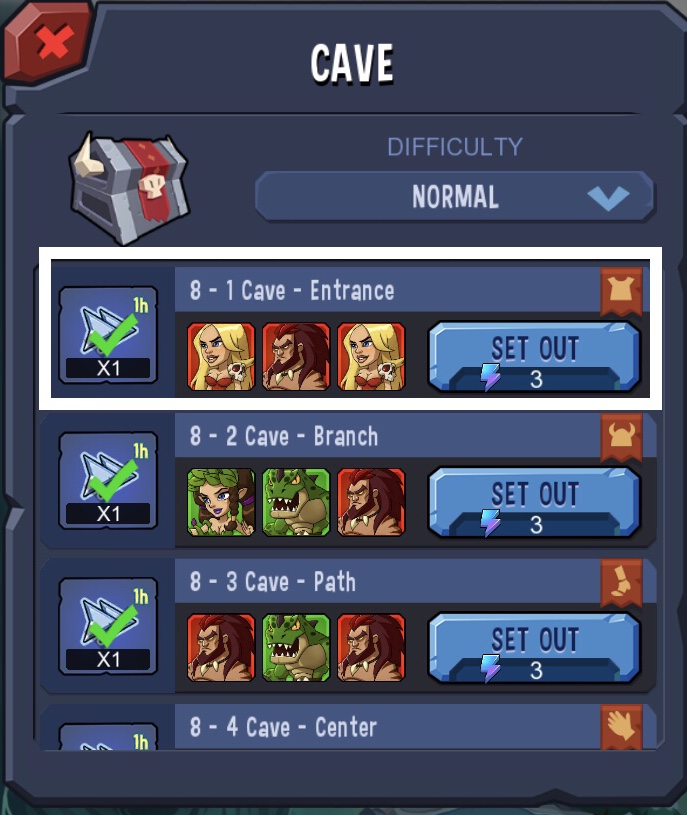 CAVE
DIFFICULTY
NORMAL
8 - 1 Cave - Entrance
1h
X1
SET OUT
3
8 - 2 Cave - Branch
1h
X1
SET OUT
3
8 - 3 Cave - Path
1h
X1
SET OUT
3
8 - 4 Cave - Center
1h